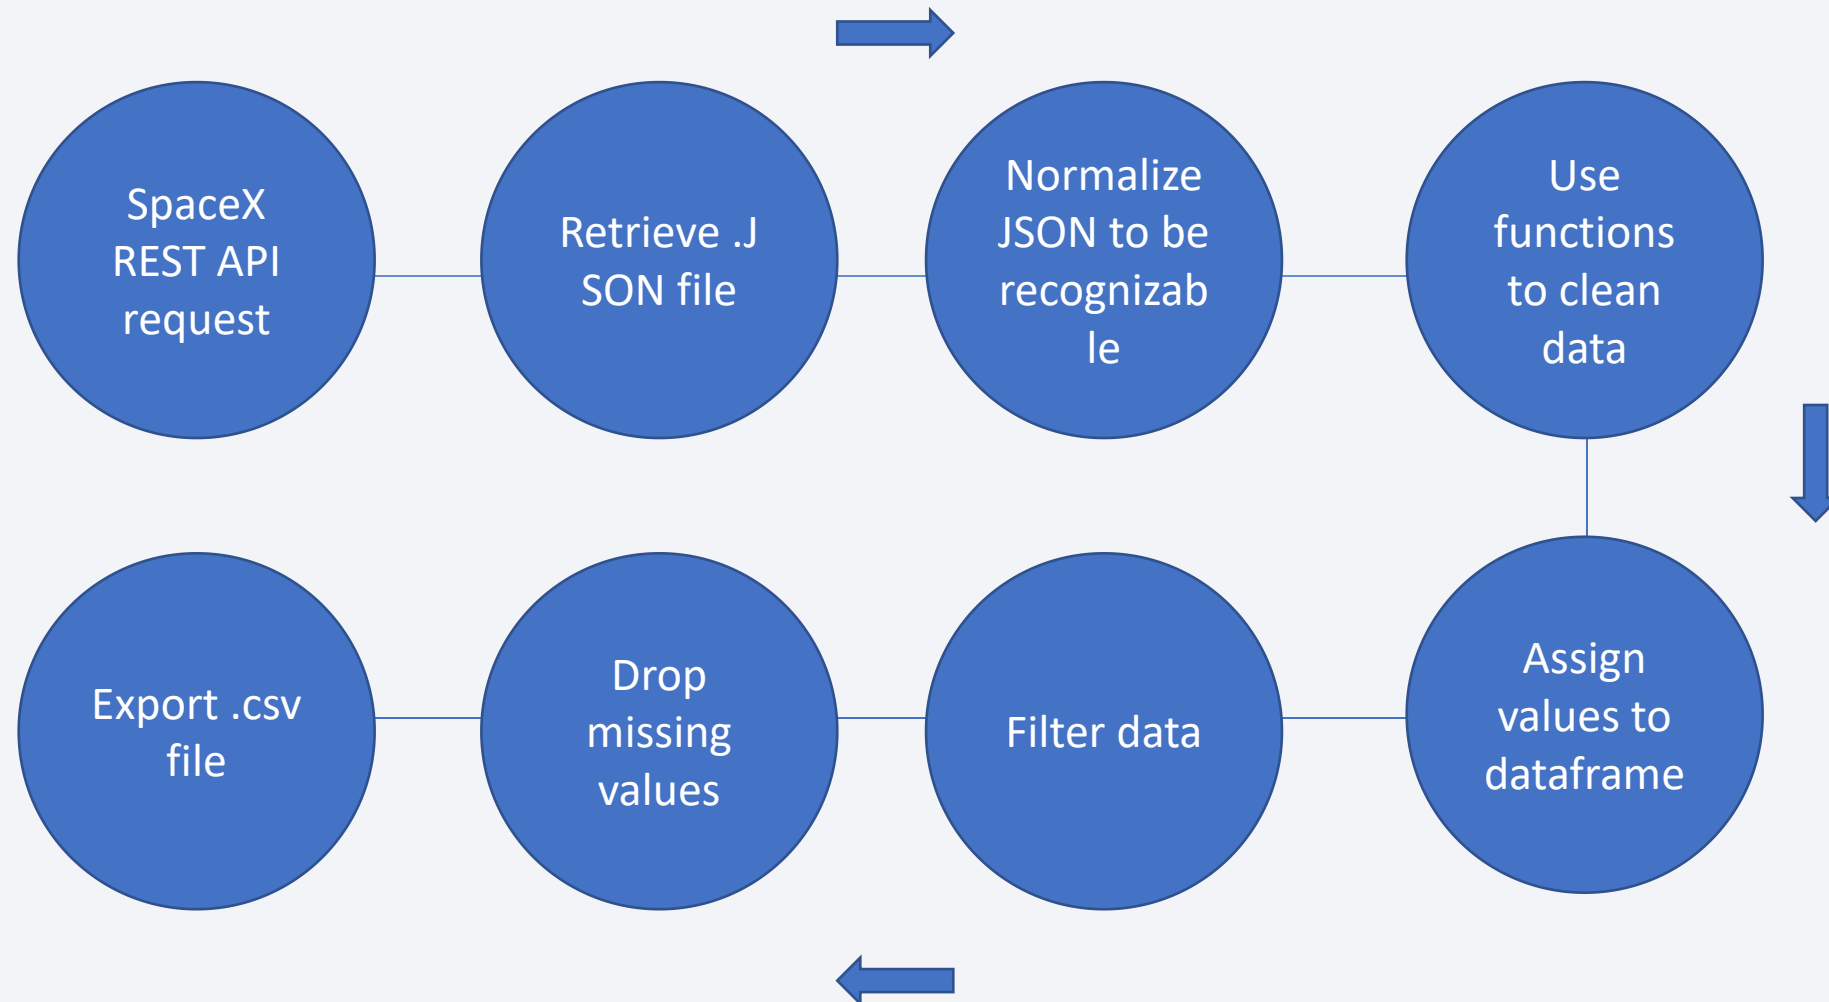 SpaceX
REST API
request
Retrieve .J
SON file
Normalize
JSON to be
recognizab
le
Use
functions
to clean
data
Assign
values to
dataframe
Filter data
Drop
missing
values
Export .csv
file